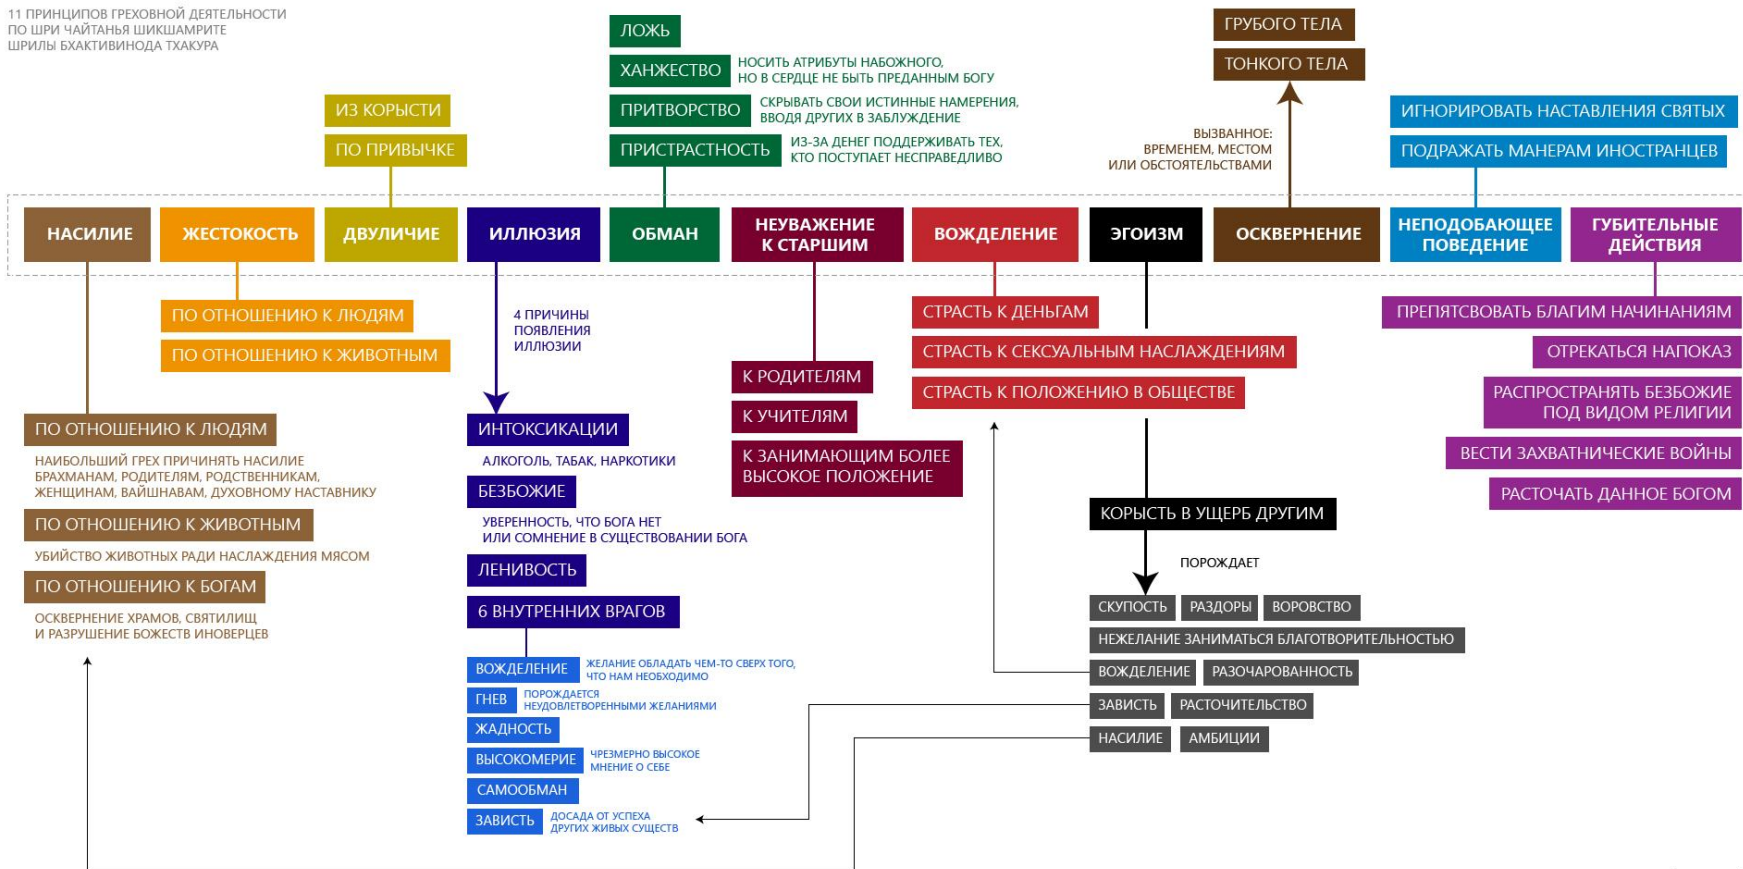 11 ПРИНЦИПОВ ГРЕХОВНОЙ ДЕЯТЕЛЬНОСТИ
ПО ШРИ ЧАЙТАНЬЯ ШИКШАМРИТЕ
ШРИЛЫ БХАКТИВИНОДА ТХАКУРА
ИЗ КОРЫСТИ
ПО ПРИВЫЧКЕ
ЛОЖЬ
ХАНЖЕСТВО
НОСИТЬ АТРИБУТЫ НАБОЖНОГО,
НО В СЕРДЦЕ НЕ БЫТЬ ПРЕДАННЫМ БОГУ
ПРИТВОРСТВО
СКРЫВАТЬ СВОИ ИСТИННЫЕ НАМЕРЕНИЯ,
ВВОДЯ ДРУГИХ В ЗАБЛУЖДЕНИЕ
ПРИСТРАСТНОСТЬ
ИЗ-ЗА ДЕНЕГ ПОДДЕРЖИВАТЬ ТЕХ,
КТО ПОСТУПАЕТ НЕСПРАВЕДЛИВО
ГРУБОГО ТЕЛА
ТОНКОГО ТЕЛА
ВЫЗВАННОЕ:
ВРЕМЕНЕМ, МЕСТОМ
ИЛИ ОБСТОЯТЕЛЬСТВАМИ
ИГНОРИРОВАТЬ НАСТАВЛЕНИЯ СВЯТЫХ
ПОДРАЖАТЬ МАНЕРАМ ИНОСТРАНЦЕВ
НАСИЛИЕ
ЖЕСТОКОСТЬ
ДВУЛИЧИЕ
ИЛЛЮЗИЯ
ОБМАН
НЕУВАЖЕНИЕ
К СТАРШИМ
ВОЖДЕЛЕНИЕ
ЭГОИЗМ
ОСКВЕРНЕНИЕ
НЕПОДОБАЮЩЕЕ
ПОВЕДЕНИЕ
ГУБИТЕЛЬНЫЕ
ДЕЙСТВИЯ
ПО ОТНОШЕНИЮ К ЛЮДЯМ
НАИБОЛЬШИЙ ГРЕХ ПРИЧИНЯТЬ НАСИЛИЕ
БРАХМАНАМ, РОДИТЕЛЯМ, РОДСТВЕННИКАМ,
ЖЕНЩИНАМ, ВАЙШНАВАМ, ДУХОВНОМУ НАСТАВНИКУ
ПО ОТНОШЕНИЮ К ЖИВОТНЫМ
УБИЙСТВО ЖИВОТНЫХ РАДИ НАСЛАЖДЕНИЯ МЯСОМ
ПО ОТНОШЕНИЮ К БОГАМ
ОСКВЕРНЕНИЕ ХРАМОВ, СВЯТИЛИЩ
И РАЗРУШЕНИЕ БОЖЕСТВ ИНОВЕРЦЕВ
ПО ОТНОШЕНИЮ К ЛЮДЯМ
ПО ОТНОШЕНИЮ К ЖИВОТНЫМ
4 ПРИЧИНЫ
ПОЯВЛЕНИЯ
ИЛЛЮЗИИ
ИНТОКСИКАЦИИ
АЛКОГОЛЬ, ТАБАК, НАРКОТИКИ
БЕЗБОЖИЕ
УВЕРЕННОСТЬ, ЧТО БОГА НЕТ
ИЛИ СОМНЕНИЕ В СУЩЕСТВОВАНИИ БОГА
ЛЕНИВОСТЬ
6 ВНУТРЕННИХ ВРАГОВ
ВОЖДЕЛЕНИЕ
ЖЕЛАНИЕ ОБЛАДАТЬ ЧЕМ-ТО СВЕРХ ТОГО,
ЧТО НАМ НЕОБХОДИМО
ГНЕВ
ПОРОЖДАЕТСЯ
НЕУДОВЛЕТВОРЕННЫМИ ЖЕЛАНИЯМИ
ЖАДНОСТЬ
ВЫСОКОМЕРИЕ
ЧРЕЗМЕРНО ВЫСОКОЕ
МНЕНИЕ О СЕБЕ
САМООБМАН
ЗАВИСТЬ
ДОСАДА ОТ УСПЕХА
ДРУГИХ ЖИВЫХ СУЩЕСТВ
К РОДИТЕЛЯМ
К УЧИТЕЛЯМ
К ЗАНИМАЮЩИМ БОЛЕЕ
ВЫСОКОЕ ПОЛОЖЕНИЕ
СТРАСТЬ К ДЕНЬГАМ
СТРАСТЬ К СЕКСУАЛЬНЫМ НАСЛАЖДЕНИЯМ
СТРАСТЬ К ПОЛОЖЕНИЮ В ОБЩЕСТВЕ
КОРЫСТЬ В УЩЕРБ ДРУГИМ
ПОРОЖДАЕТ
СКУПОСТЬ РАЗДОРЫ ВОРОВСТВО
НЕЖЕЛАНИЕ ЗАНИМАТЬСЯ БЛАГОТВОРИТЕЛЬНОСТЬЮ
ВОЖДЕЛЕНИЕ РАЗОЧАРОВАННОСТЬ
ЗАВИСТЬ РАСТОЧИТЕЛЬСТВО
НАСИЛИЕ АМБИЦИИ
ПРЕПЯТСВОВАТЬ БЛАГИМ НАЧИНАНИЯМ
ОТРЕКАТЬСЯ НАПОКАЗ
РАСПРОСТРАНЯТЬ БЕЗБОЖИЕ
ПОД ВИДОМ РЕЛИГИИ
ВЕСТИ ЗАХВАТНИЧЕСКИЕ ВОЙНЫ
РАСТОЧАТЬ ДАННОЕ БОГОМ